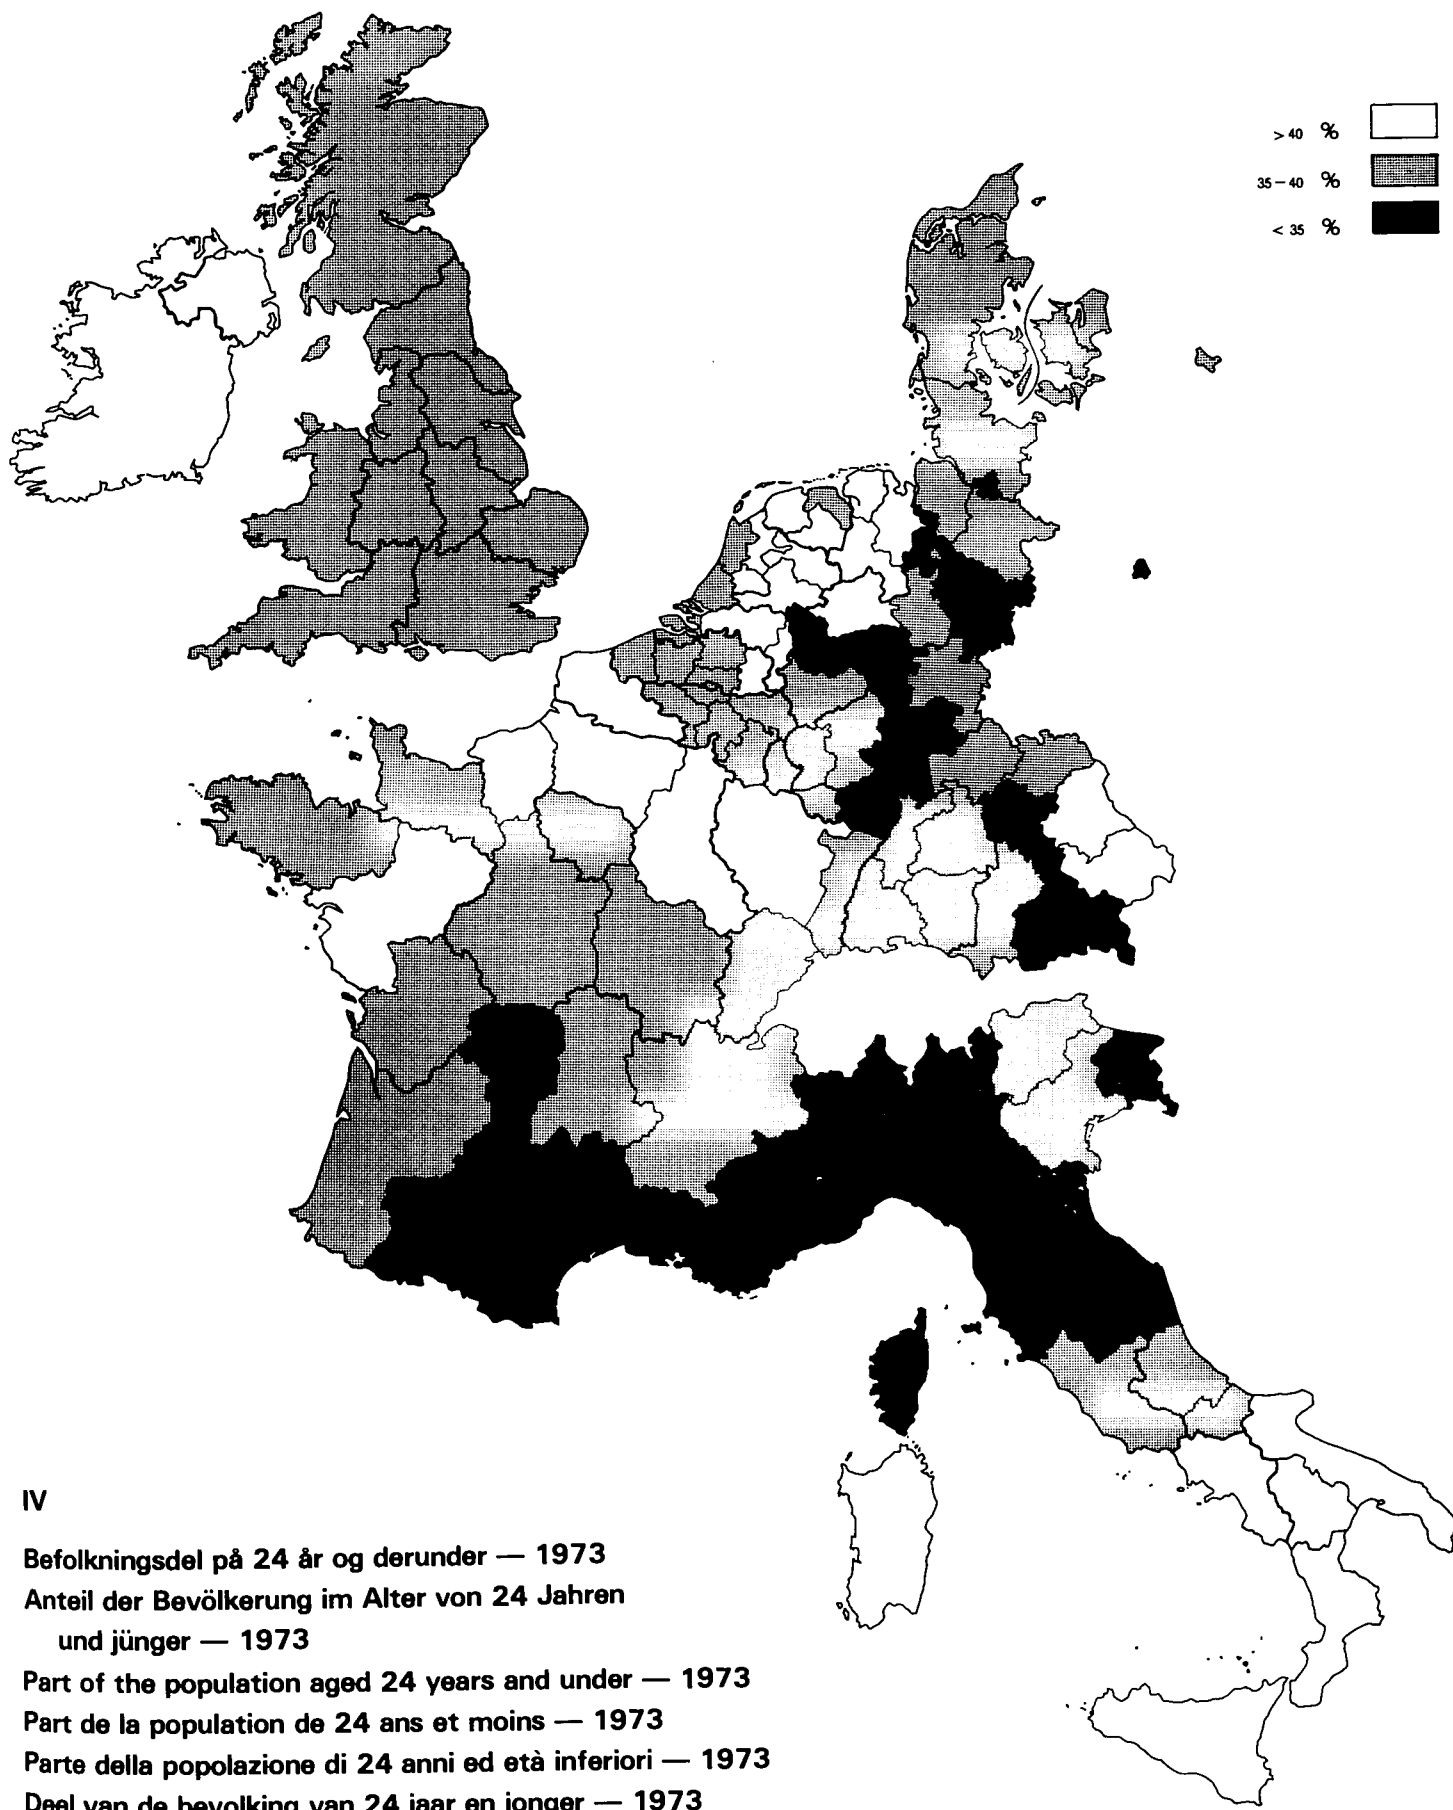 > 40 %
35 – 40 %
< 35 %
IV
Befolkningsdel på 24 år og derunder — 1973
Anteil der Bevölkerung im Alter von 24 Jahren
und jünger — 1973
Part of the population aged 24 years and under — 1973
Part de la population de 24 ans et moins — 1973
Parte della popolazione di 24 anni ed età inferiori — 1973
Deel van de bevolking van 24 jaar en jonger — 1973